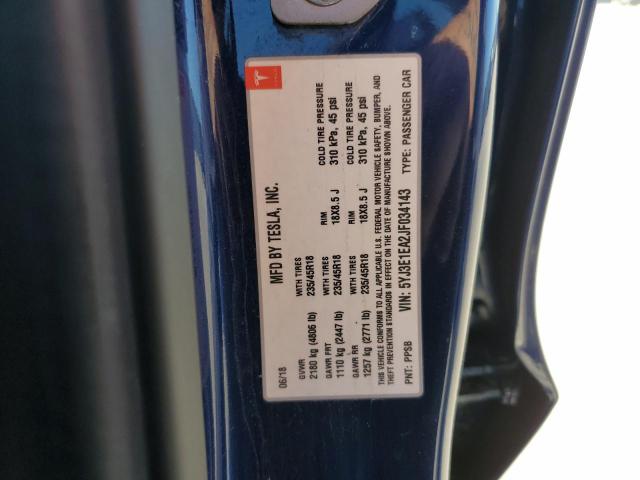 06/18 MFD BY TESLA, INC.
GVWR WITH TIRES RIM COLD TIRE PRESSURE
2180 kg (4806 lb) 235/45R18 18X8.5 J 310 kPa, 45 psi
GAWR FRT WITH TIRES
1110 kg (2447 lb) 235/45R18
GAWR RR WITH TIRES RIM COLD TIRE PRESSURE
1257 kg (2771 lb) 235/45R18 18X8.5 J 310 kPa, 45 psi
THIS VEHICLE CONFORMS TO ALL APPLICABLE U.S. FEDERAL MOTOR VEHICLE SAFETY, BUMPER, AND
THEFT PREVENTION STANDARDS IN EFFECT ON THE DATE OF MANUFACTURE SHOWN ABOVE.
VIN: 5YJ3E1EA2JF034143
PNT: PPSB TYPE: PASSENGER CAR